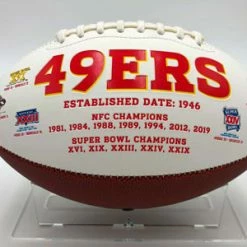 49ERS
ESTABLISHED DATE: 1946
NFC CHAMPIONS
1981, 1984, 1988, 1989, 1994, 2012, 2019
SUPER BOWL CHAMPIONS
XVI, XIX, XXIII, XXIV, XXIX